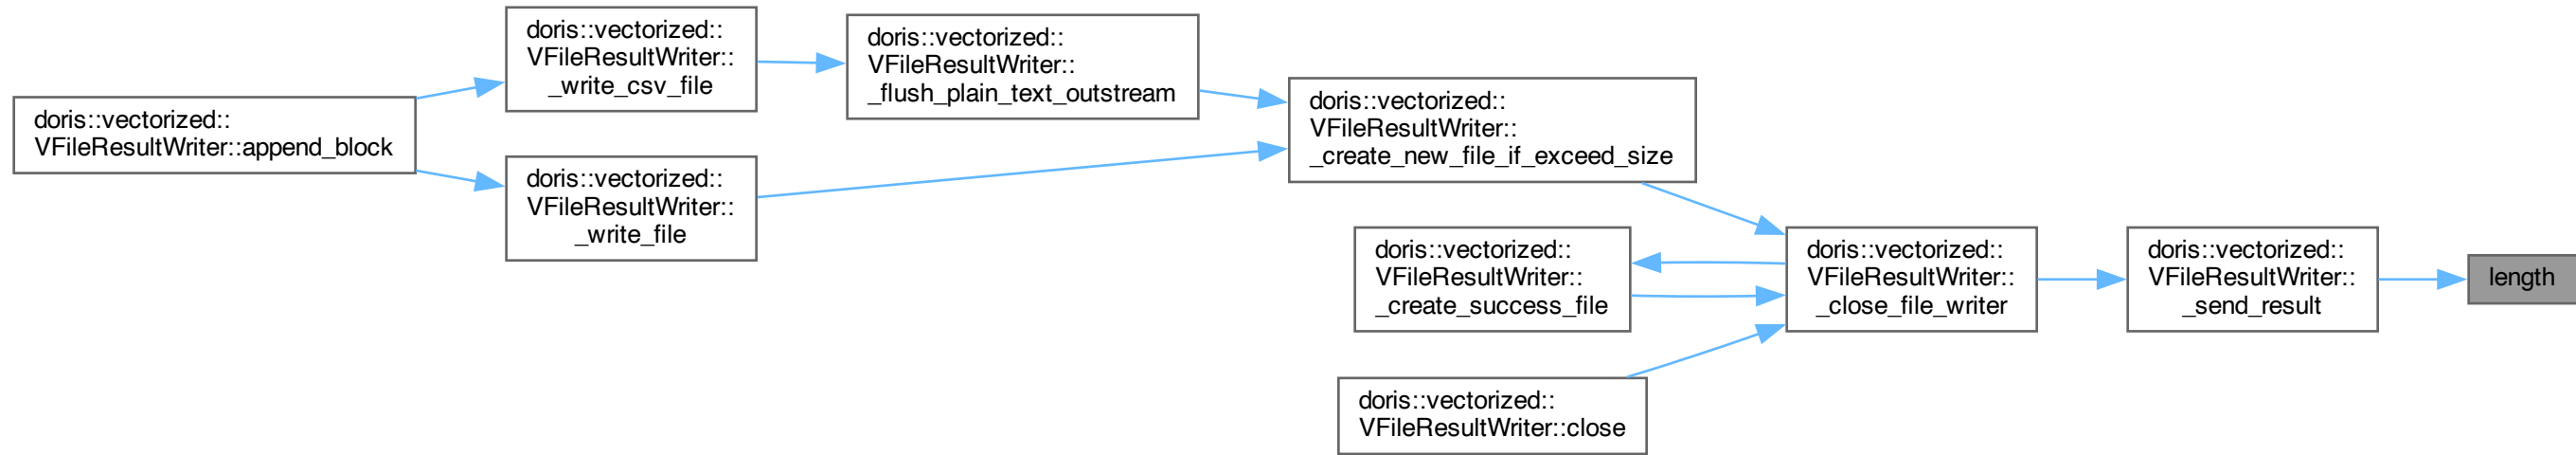 doris::vectorized::
VFileResultWriter::append_block
doris::vectorized::
VFileResultWriter::
_write_csv_file
doris::vectorized::
VFileResultWriter::
_write_file
doris::vectorized::
VFileResultWriter::
_flush_plain_text_outstream
doris::vectorized::
VFileResultWriter::
_create_new_file_if_exceed_size
doris::vectorized::
VFileResultWriter::
_create_success_file
doris::vectorized::
VFileResultWriter::close
doris::vectorized::
VFileResultWriter::
_close_file_writer
doris::vectorized::
VFileResultWriter::
_send_result
length